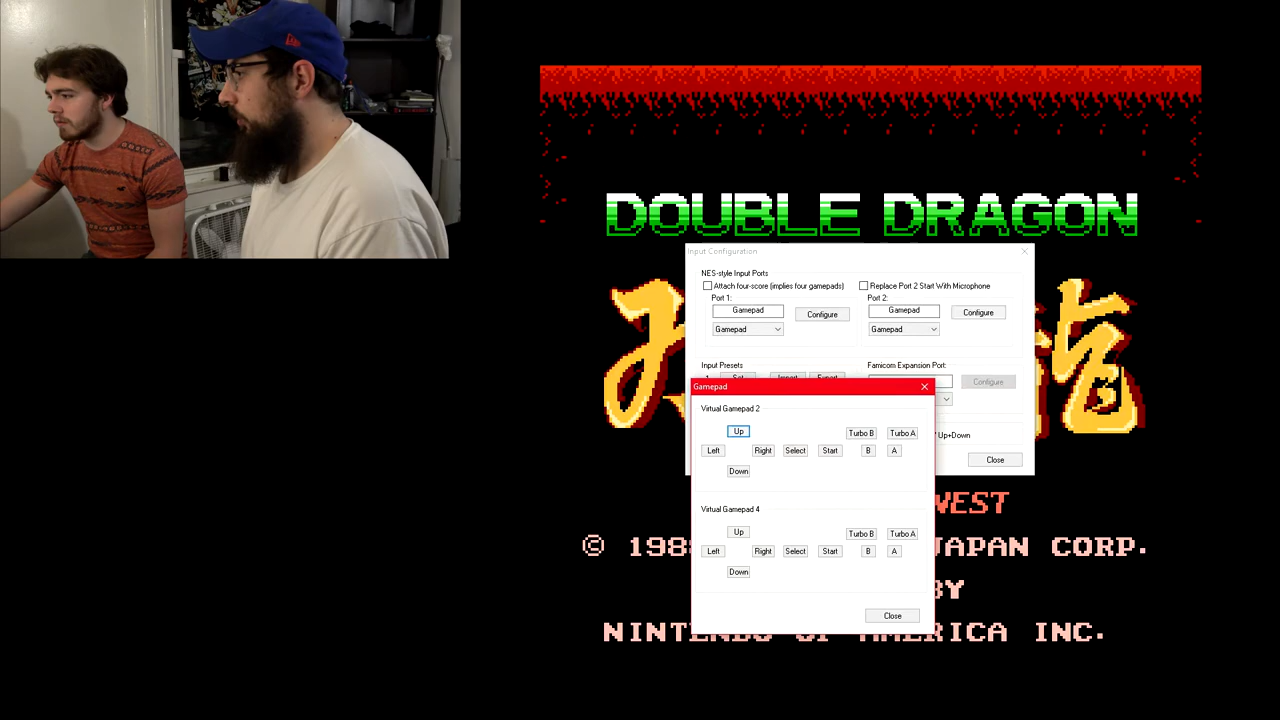 DOUBLE DRAGON
Input Configuration
NES-style Input Ports
Attach four-score (implies four gamepads)
Replace Port 2 Start With Microphone
Port 1:
Port 2:
Gamepad
Configure
Gamepad
Configure
Gamepad
Gamepad
龍
Input Presets
Famicom Expansion Port:
Configure
Gamepad
Up+Down
Close
Virtual Gamepad 2
Up
Turbo B
Turbo A
Left
Right
Select
Start
B
A
Down
Virtual Gamepad 4
Up
Turbo B
Turbo A
Left
Right
Select
Start
B
A
Down
Close
© 198 JAPAN CORP.
BY
NINTENDO OF AMERICA INC.